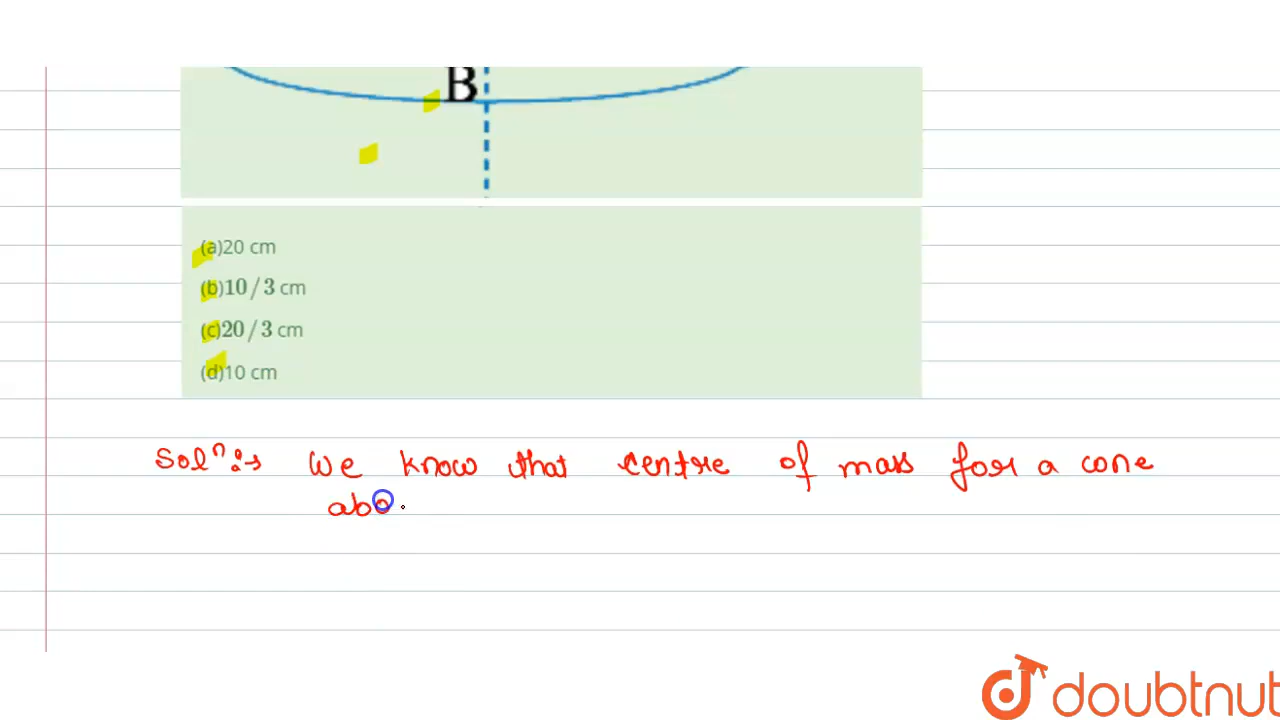 B
(a)20 cm
(b)10/3 cm
(c)20/3 cm
(d)10 cm
Solⁿ:s We know that centre of mass for a cone
abo
doubtnut